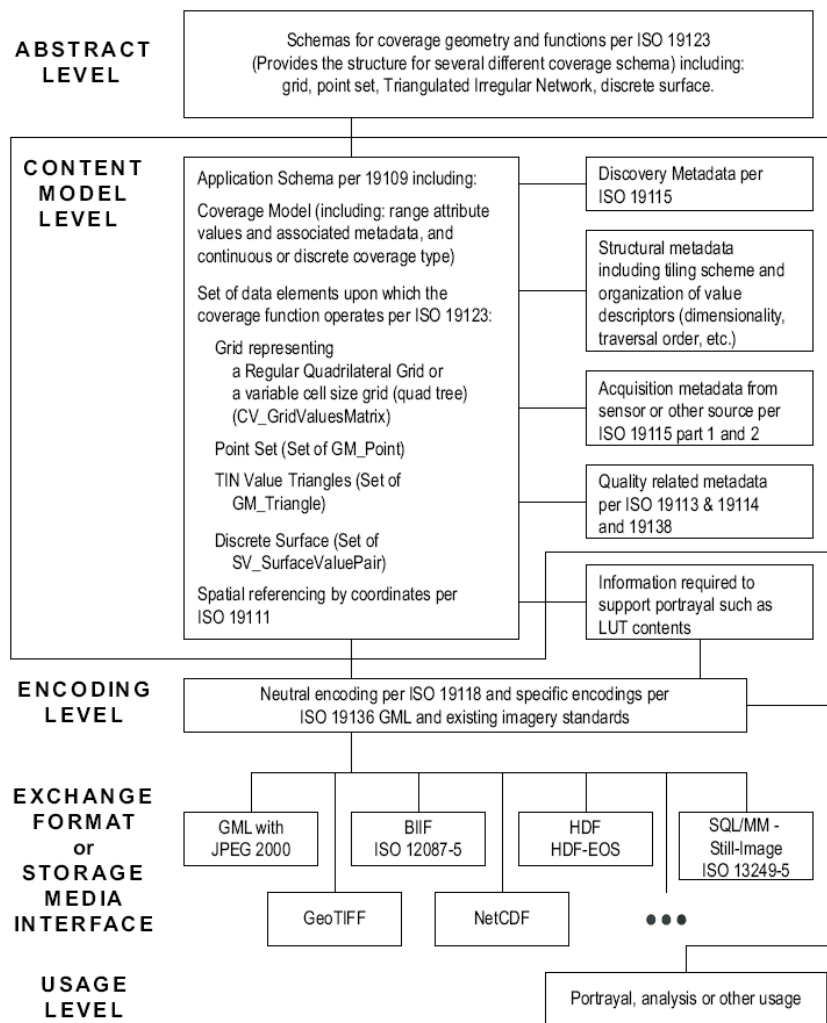 ABSTRACT
LEVEL
Schemas for coverage geometry and functions per ISO 19123
(Provides the structure for several different coverage schema) including:
grid, point set, Triangulated Irregular Network, discrete surface.
CONTENT
MODEL
LEVEL
Application Schema per 19109 including:
Coverage Model (including: range attribute
values and associated metadata, and
continuous or discrete coverage type)
Set of data elements upon which the
coverage function operates per ISO 19123:
Grid representing
a Regular Quadrilateral Grid or
a variable cell size grid (quad tree)
(CV_GridValuesMatrix)
Point Set (Set of GM_Point)
TIN Value Triangles (Set of
GM_Triangle)
Discrete Surface (Set of
SV_SurfaceValuePair)
Spatial referencing by coordinates per
ISO 19111
Discovery Metadata per
ISO 19115
Structural metadata
including tiling scheme and
organization of value
descriptors (dimensionality,
traversal order, etc.)
Acquisition metadata from
sensor or other source per
ISO 19115 part 1 and 2
Quality related metadata
per ISO 19113 & 19114
and 19138
Information required to
support portrayal such as
LUT contents
ENCODING
LEVEL
Neutral encoding per ISO 19118 and specific encodings per
ISO 19136 GML and existing imagery standards
EXCHANGE
FORMAT
or
STORAGE
MEDIA
INTERFACE
GML with
JPEG 2000
BIIF
ISO 12087-5
HDF
HDF-EOS
SQL/MM -
Still-Image
ISO 13249-5
GeoTIFF
NetCDF
•••
USAGE
LEVEL
Portrayal, analysis or other usage